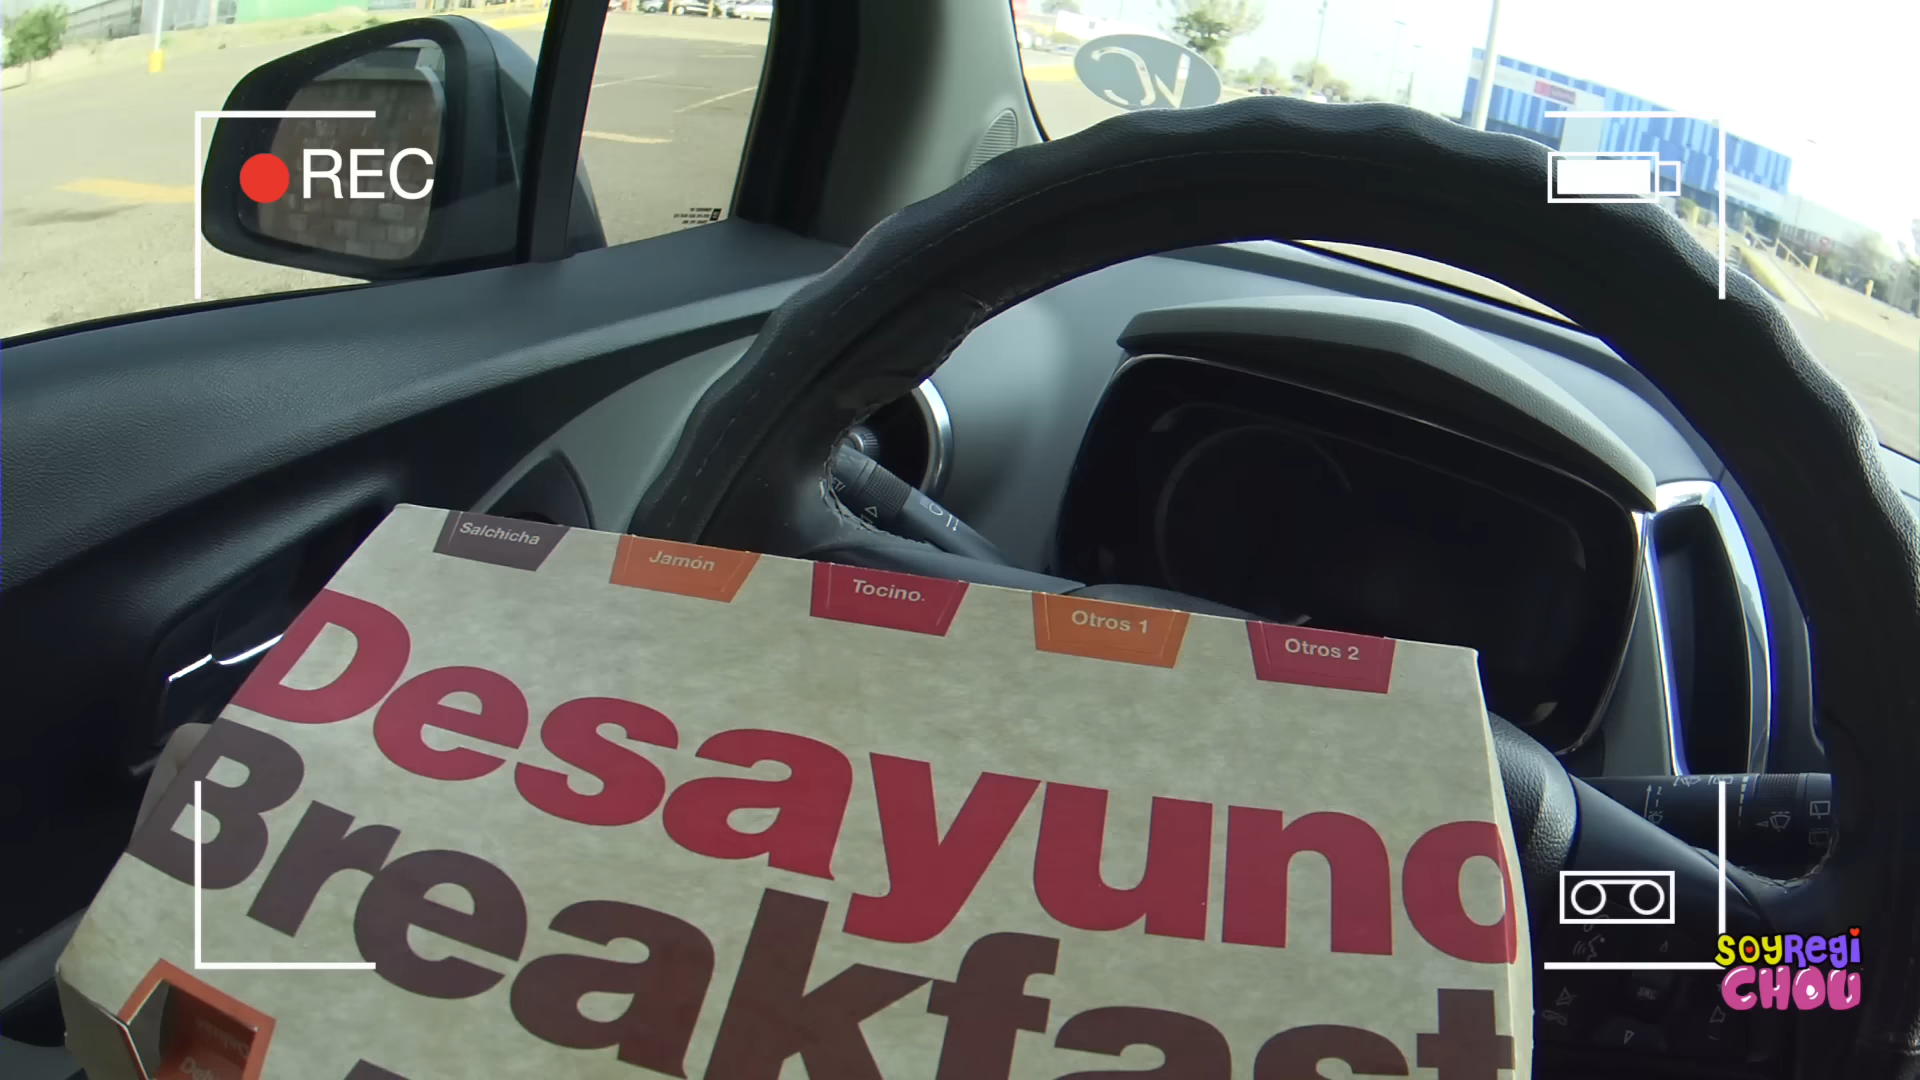 REC
Salchicha
Jamón
Tocino.
Otros 1
Otros 2
Desayuno
Breakfast
SOYREGI
CHOU